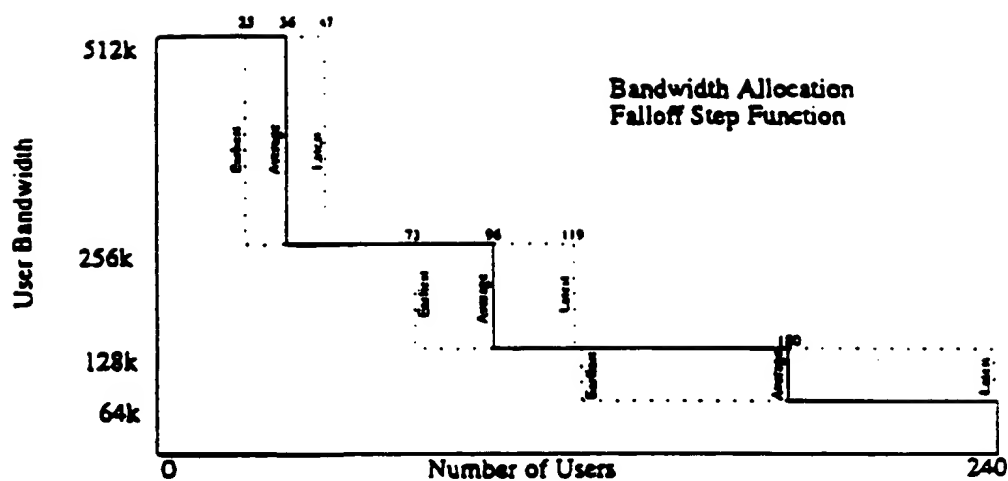 25 36 47
512k
Bandwidth Allocation
Falloff Step Function
Earliest
Average
Latest
User Bandwidth
73 96 119
256k
Earliest
Average
Latest
128k
Earliest
Average
Latest
64k
0 Number of Users 240